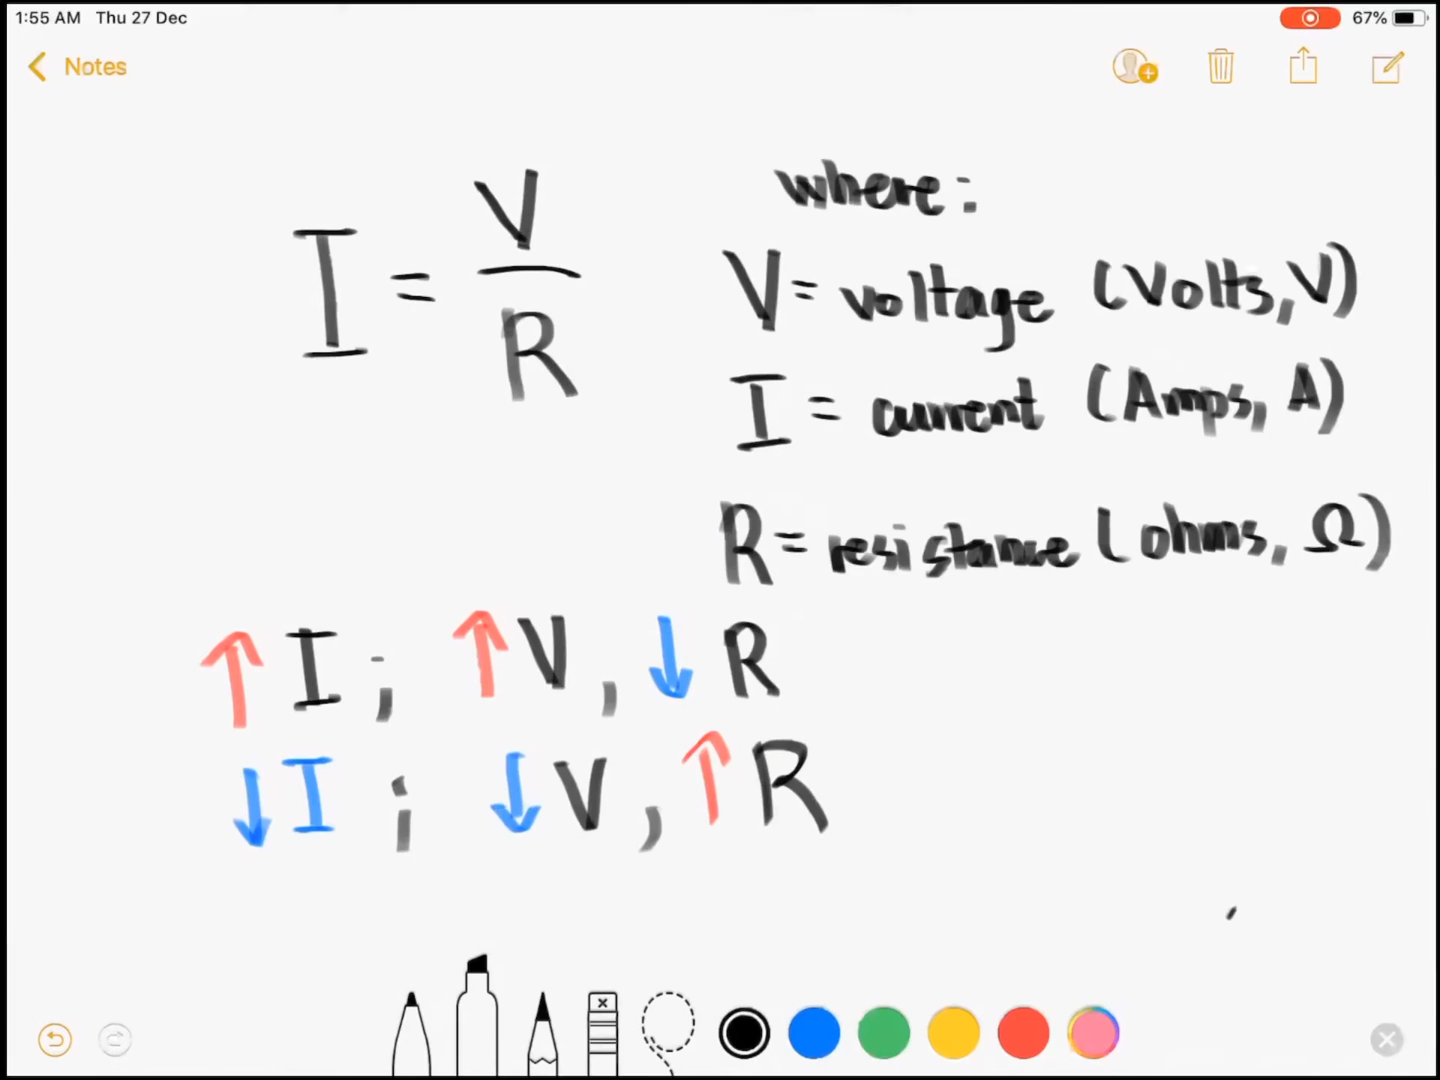 1:55 AM Thu 27 Dec
67%
Notes
I = V/R
where:
V = voltage (Volts, V)
I = current (Amps, A)
R = resistance (ohms, Ω)
↑ I ; ↑ V , ↓ R
↓ I ; ↓ V , ↑ R